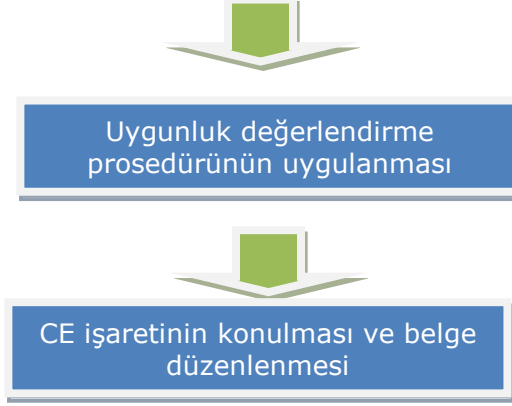 Uygunluk değerlendirme
prosedürünün uygulanması
CE işaretinin konulması ve belge
düzenlenmesi